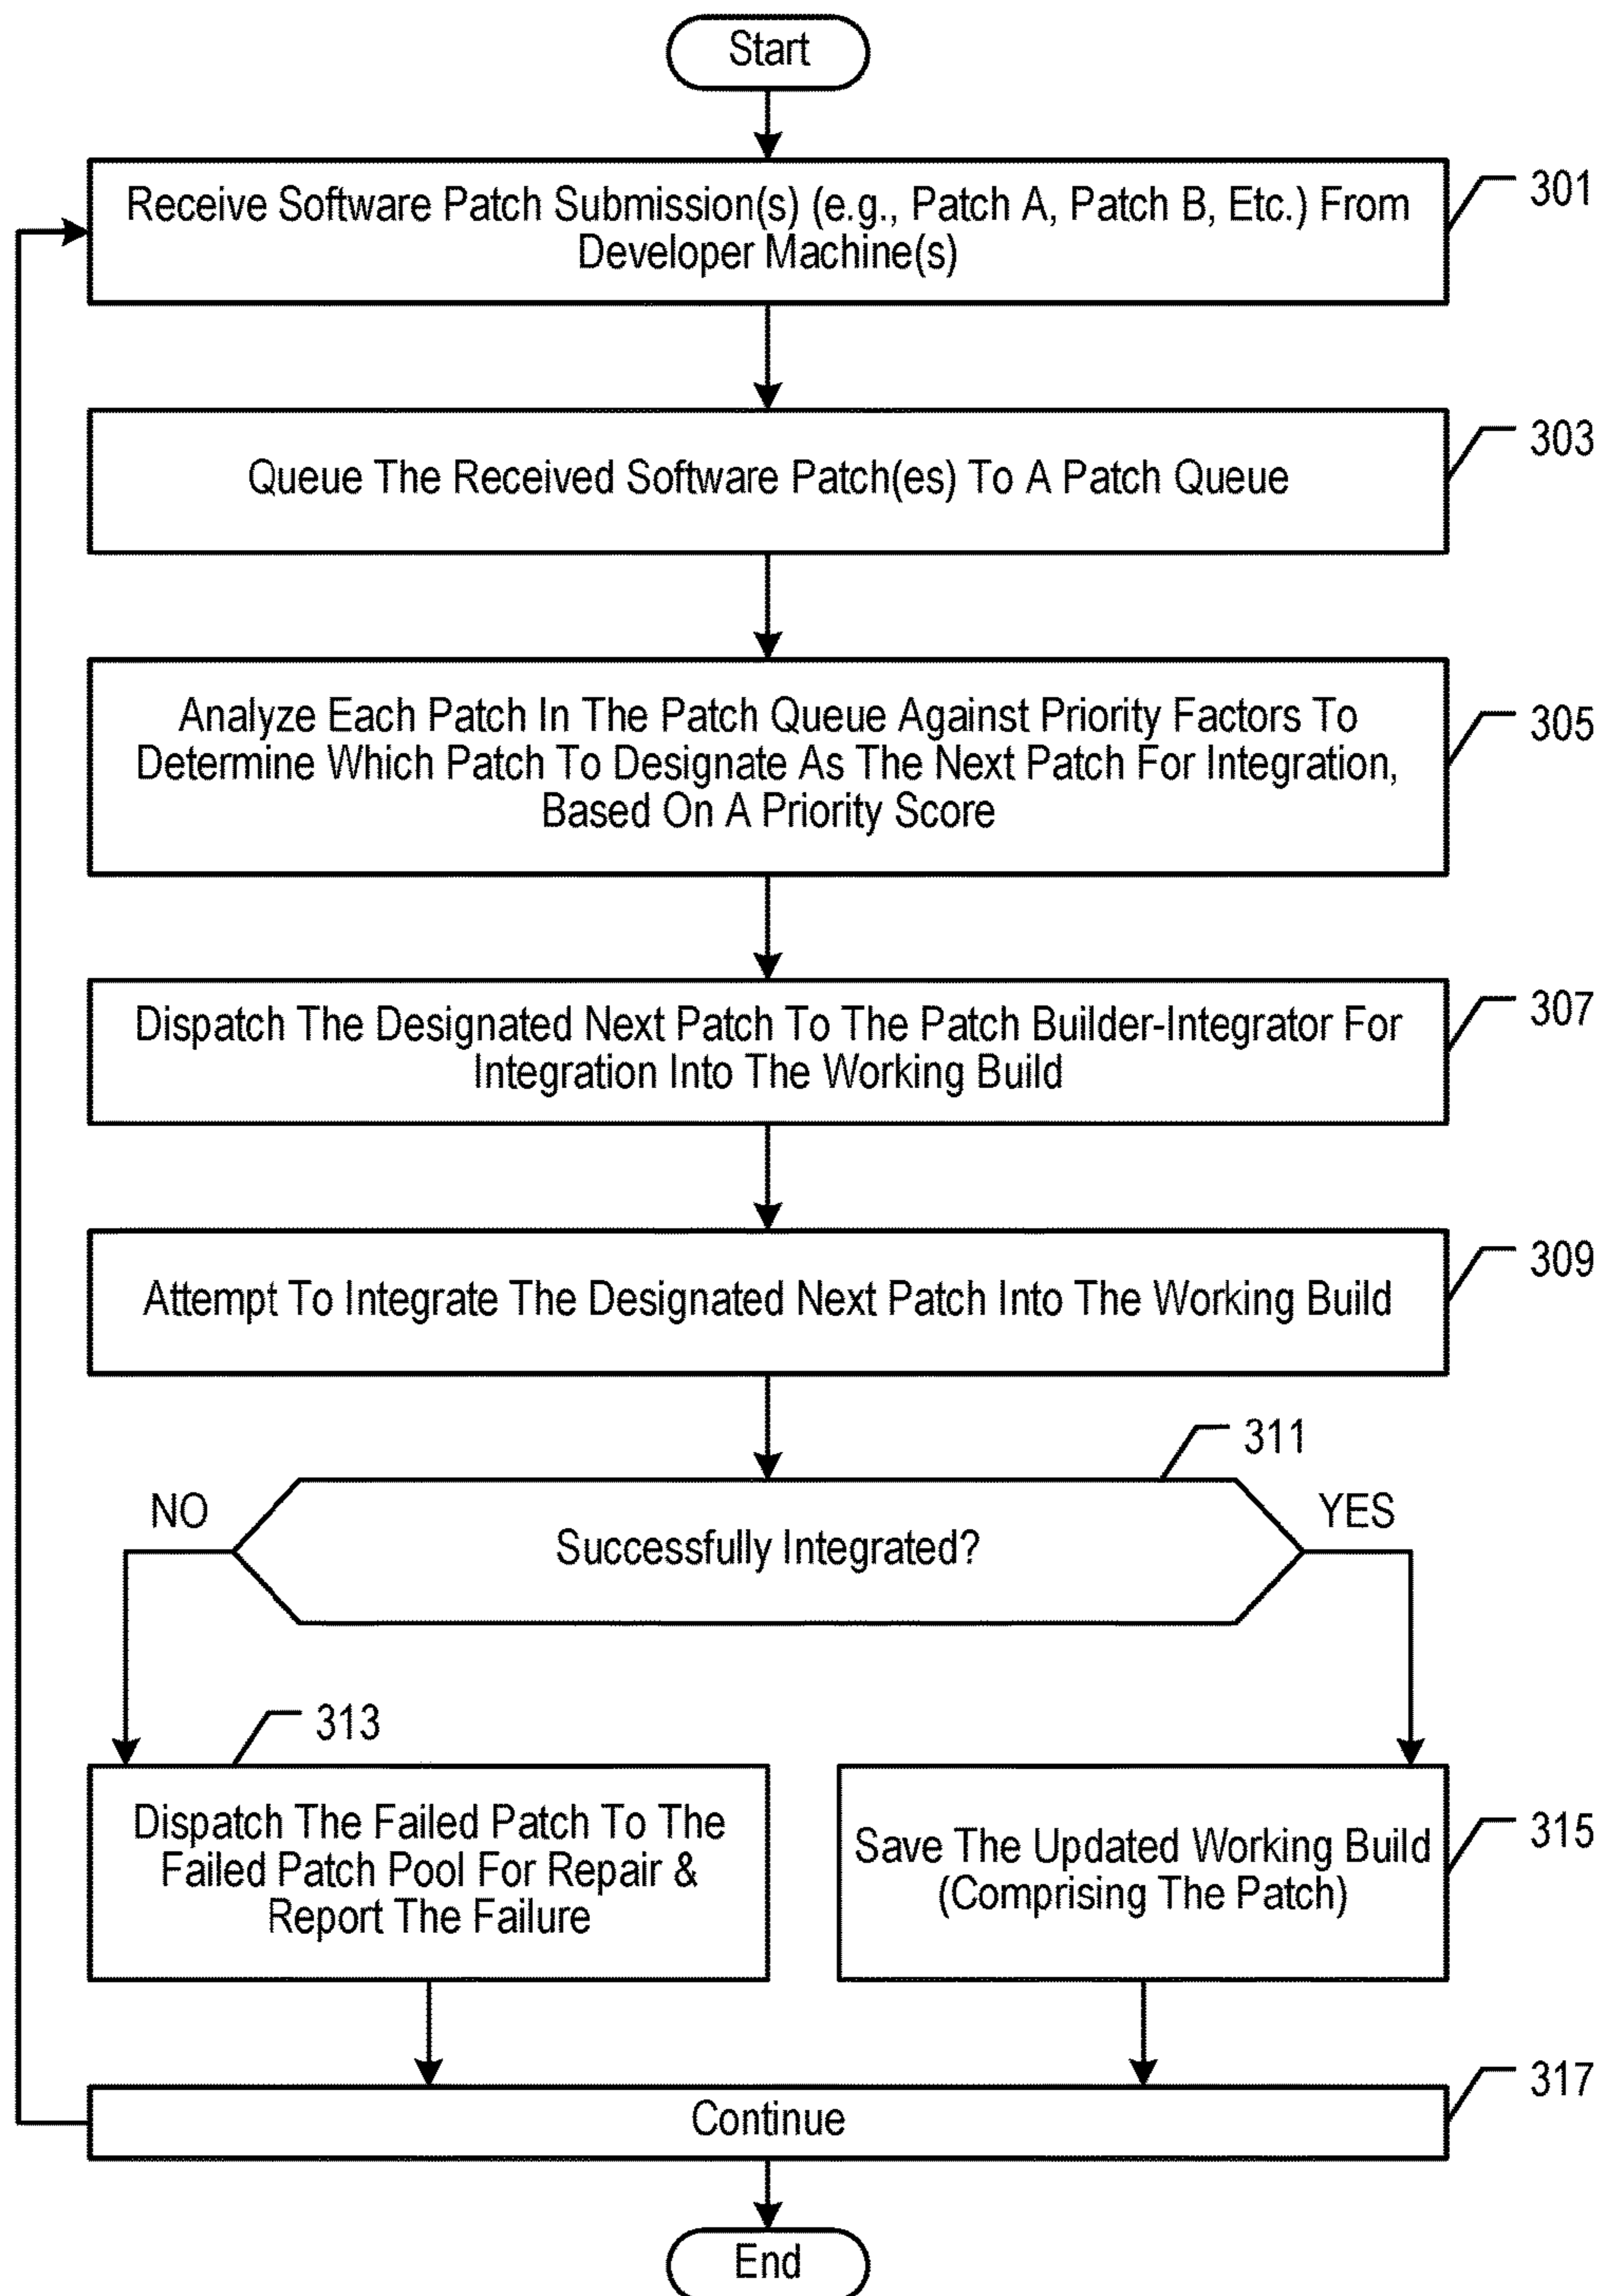 Start
Receive Software Patch Submission(s) (e.g., Patch A, Patch B, Etc.) From
Developer Machine(s)
301
Queue The Received Software Patch(es) To A Patch Queue
303
Analyze Each Patch In The Patch Queue Against Priority Factors To
Determine Which Patch To Designate As The Next Patch For Integration,
Based On A Priority Score
305
Dispatch The Designated Next Patch To The Patch Builder-Integrator For
Integration Into The Working Build
307
Attempt To Integrate The Designated Next Patch Into The Working Build
309
311
NO
Successfully Integrated?
YES
313
Dispatch The Failed Patch To The
Failed Patch Pool For Repair &
Report The Failure
Save The Updated Working Build
(Comprising The Patch)
315
Continue
317
End